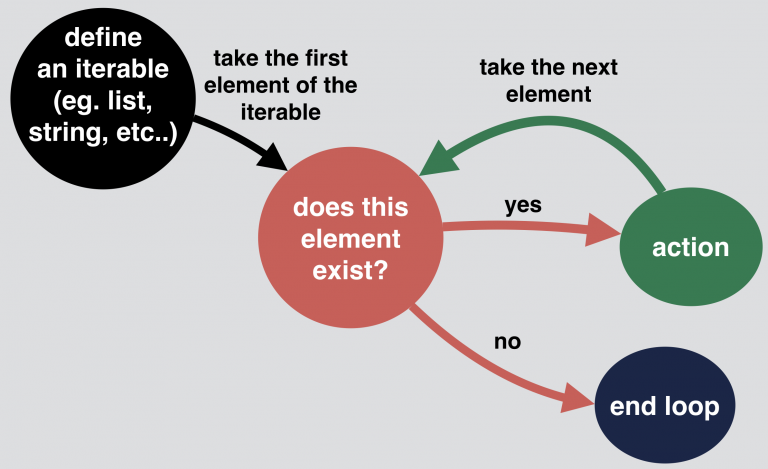 define
an iterable
(eg. list,
string, etc..)
take the first
element of the
iterable
take the next
element
does this
element
exist?
yes
action
no
end loop